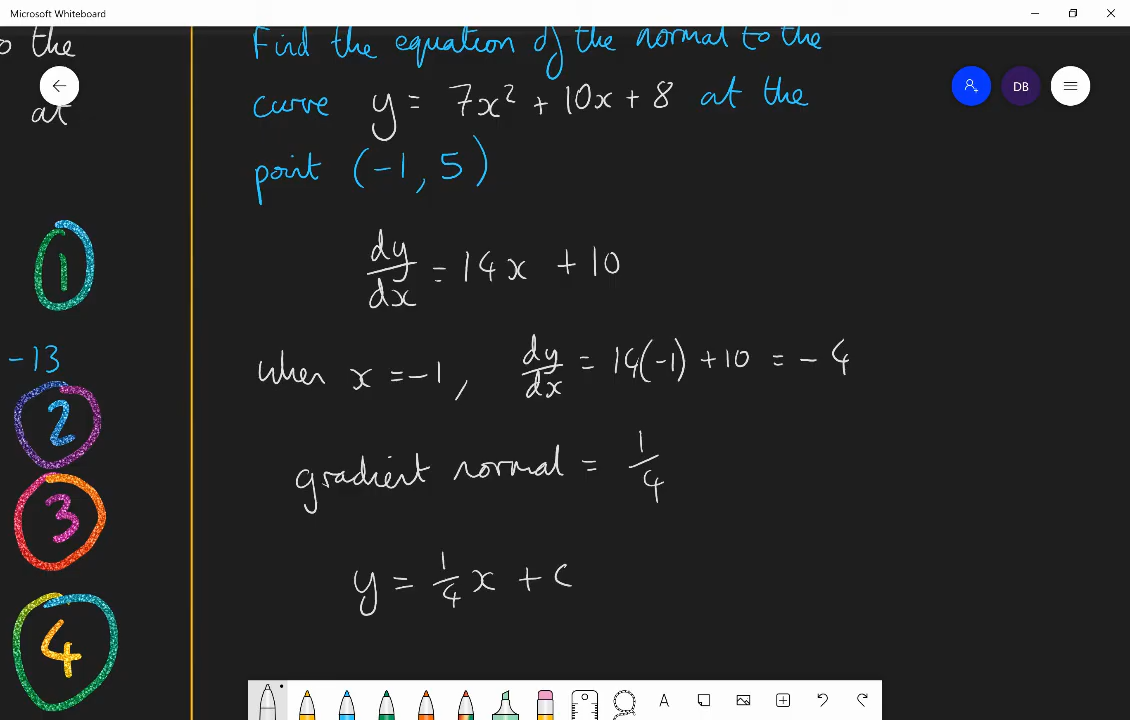 Microsoft Whiteboard
o the
at
1
-13
2
3
4
Find the equation of the normal to the
curve y = 7x² + 10x + 8 at the
point (-1, 5)
dy/dx = 14x + 10
when x = -1, dy/dx = 14(-1) + 10 = -4
gradient normal = 1/4
y = 1/4 x + c
DB
A